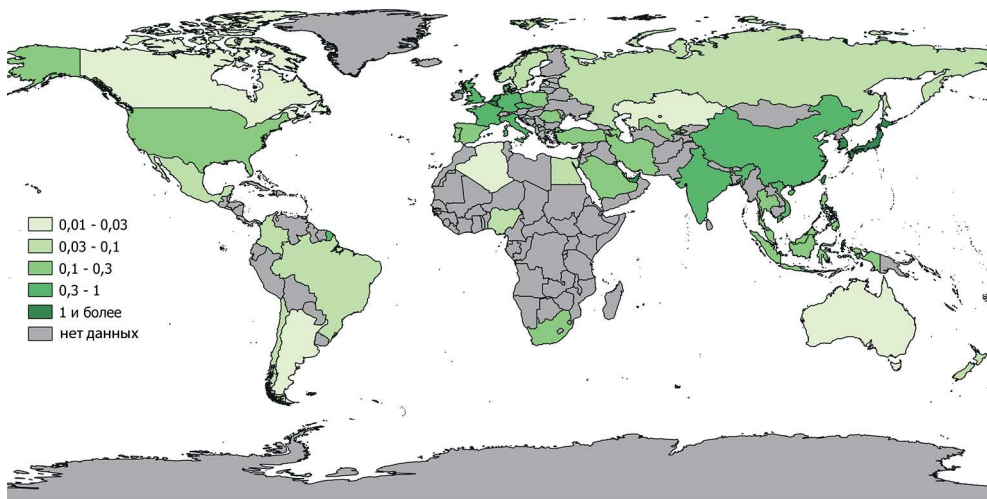 0,01 - 0,03
0,03 - 0,1
0,1 - 0,3
0,3 - 1
1 и более
нет данных